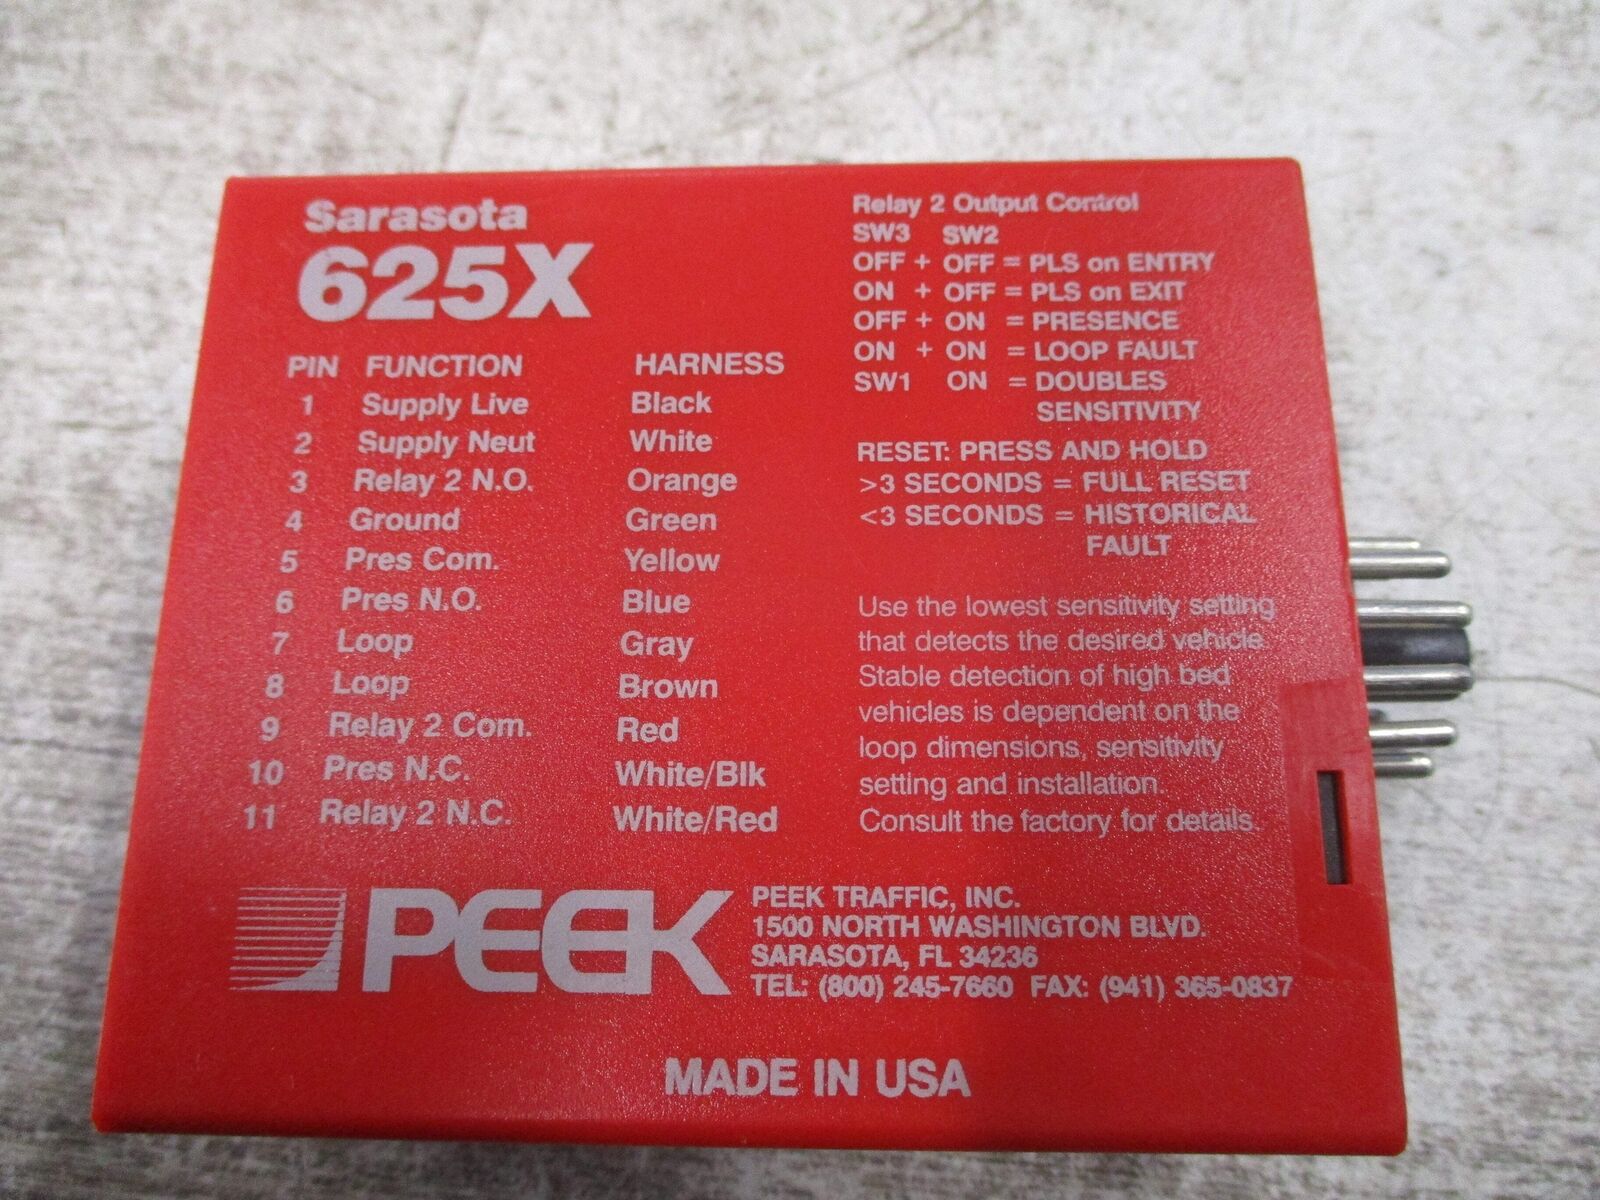 Sarasota
625X
PIN FUNCTION HARNESS
1 Supply Live Black
2 Supply Neut White
3 Relay 2 N.O. Orange
4 Ground Green
5 Pres Com. Yellow
6 Pres N.O. Blue
7 Loop Gray
8 Loop Brown
9 Relay 2 Com. Red
10 Pres N.C. White/Blk
11 Relay 2 N.C. White/Red
Relay 2 Output Control
SW3 SW2
OFF + OFF = PLS on ENTRY
ON + OFF = PLS on EXIT
OFF + ON = PRESENCE
ON + ON = LOOP FAULT
SW1 ON = DOUBLES
SENSITIVITY
RESET: PRESS AND HOLD
>3 SECONDS = FULL RESET
<3 SECONDS = HISTORICAL
FAULT
Use the lowest sensitivity setting
that detects the desired vehicle.
Stable detection of high bed
vehicles is dependent on the
loop dimensions, sensitivity
setting and installation.
Consult the factory for details.
PEEK
PEEK TRAFFIC, INC.
1500 NORTH WASHINGTON BLVD.
SARASOTA, FL 34236
TEL: (800) 245-7660 FAX: (941) 365-0837
MADE IN USA